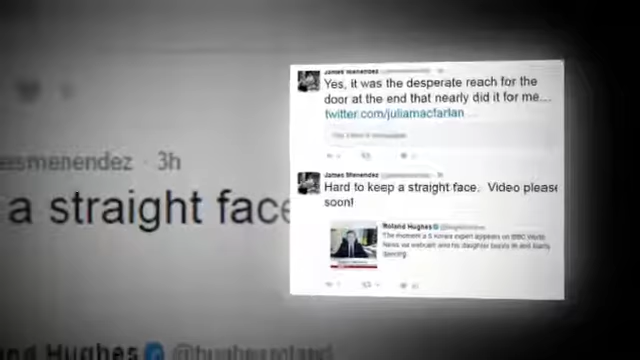 James Menendez
Yes, it was the desperate reach for the
door at the end that nearly did it for me...
twitter.com/juliamacfarlan...
James Menendez
Hard to keep a straight face. Video please
soon!
Roland Hughes
The moment a S Korea expert appears on BBC World
News via webcam and his daughter bursts in and starts
dancing
esmenendez · 3h
a straight face
nd Hughes @hughesroland